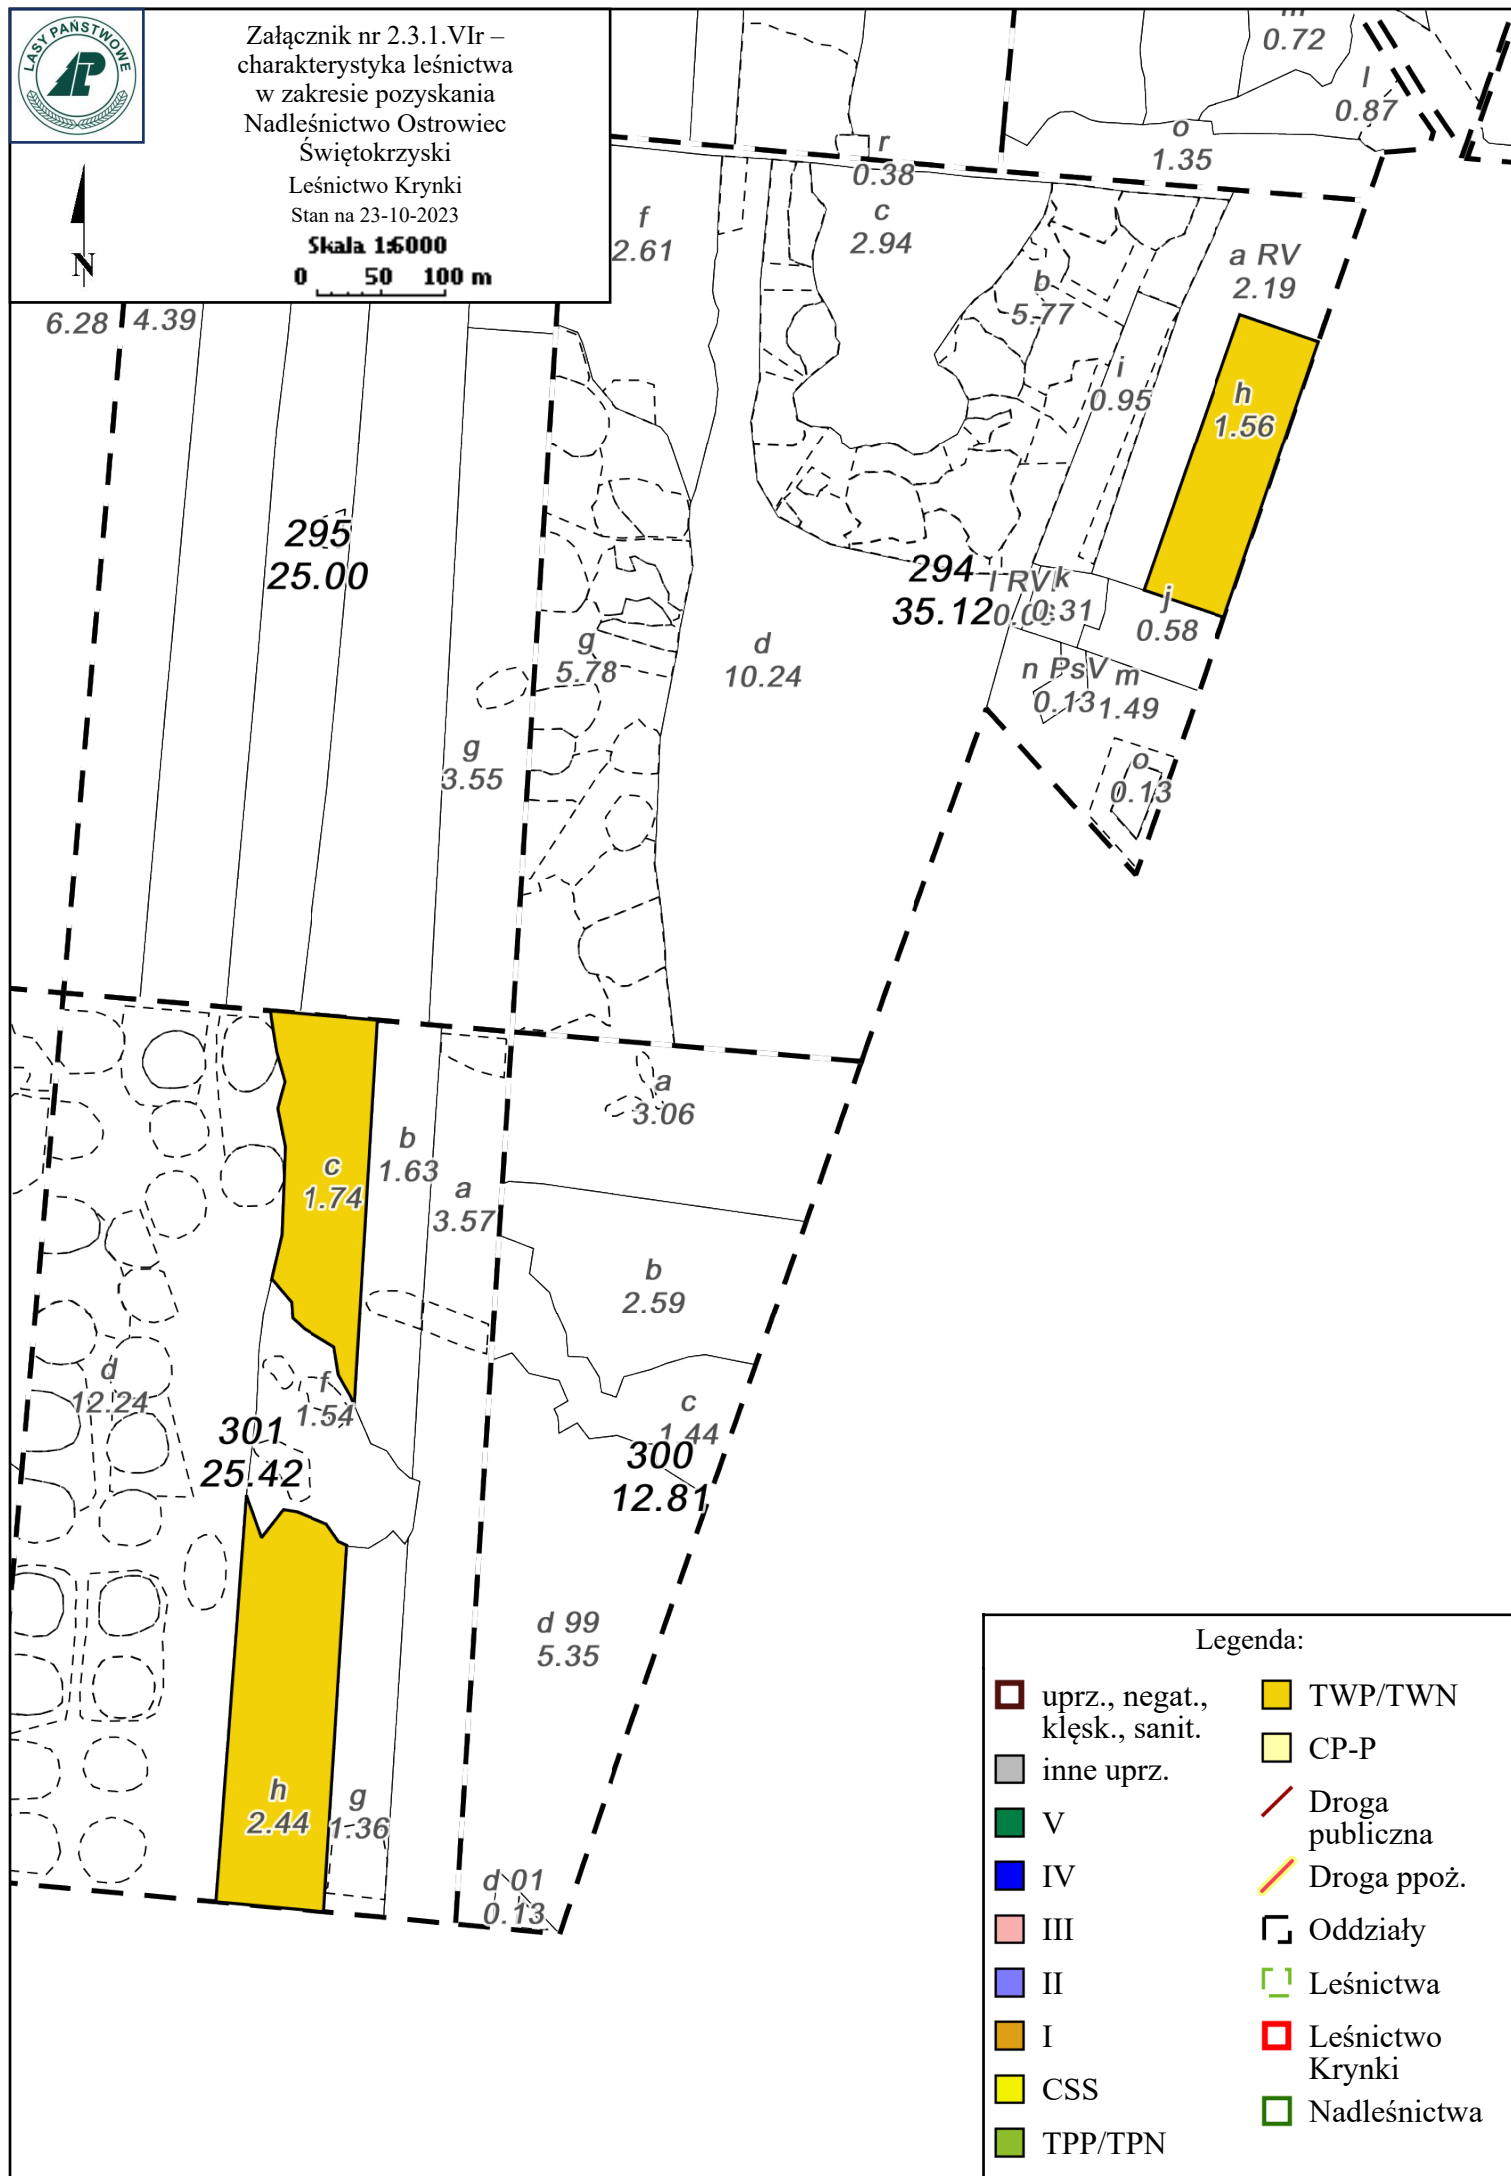 LASY PAŃSTWOWE
Załącznik nr 2.3.1.VIr –
charakterystyka leśnictwa
w zakresie pozyskania
Nadleśnictwo Ostrowiec
Świętokrzyski
Leśnictwo Krynki
Stan na 23-10-2023
N
0 50 100 m
0.72
l
0.87
o
1.35
r
0.38
f
2.61
c
2.94
a RV
2.19
b
5.77
6.28 4.39
i
0.95
h
1.56
295
25.00
294
35.12
l RV k
0.31
j
0.58
g
5.78
d
10.24
n PsV m
0.13 1.49
g
3.55
o
0.13
a
3.06
b
1.63
c
1.74
a
3.57
b
2.59
d
12.24
f
1.54
c
1.44
301
25.42
300
12.81
d 99
5.35
h
2.44
g
1.36
d 01
0.13
Legenda:
uprz., negat.,
klęsk., sanit.
inne uprz.
V
IV
III
II
I
CSS
TPP/TPN
TWP/TWN
CP-P
Droga
publiczna
Droga ppoż.
Oddziały
Leśnictwa
Leśnictwo
Krynki
Nadleśnictwa